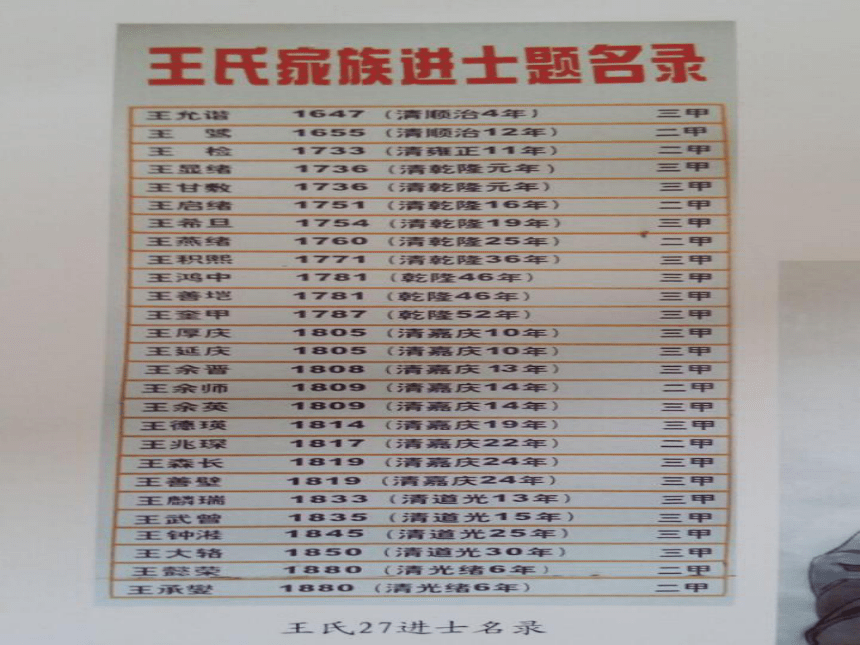 王氏家族进士题名录
王允谐 1647 (清顺治4年) 三甲
王 鹭 1655 (清顺治12年) 二甲
王 检 1733 (清雍正11年) 二甲
王显绪 1736 (清乾隆元年) 三甲
王甘敷 1736 (清乾隆元年) 三甲
王启绪 1751 (清乾隆16年) 二甲
王希旦 1754 (清乾隆19年) 三甲
王燕绪 1760 (清乾隆25年) 二甲
王积熙 1771 (清乾隆36年) 三甲
王鸿中 1781 (乾隆46年) 三甲
王善垲 1781 (乾隆46年) 三甲
王奎甲 1787 (乾隆52年) 三甲
王厚庆 1805 (清嘉庆10年) 三甲
王延庆 1805 (清嘉庆10年) 三甲
王余晋 1808 (清嘉庆13年) 三甲
王余师 1809 (清嘉庆14年) 二甲
王余英 1809 (清嘉庆14年) 三甲
王德瑛 1814 (清嘉庆19年) 三甲
王兆琛 1817 (清嘉庆22年) 二甲
王森长 1819 (清嘉庆24年) 三甲
王善壁 1819 (清嘉庆24年) 三甲
王麟瑞 1833 (清道光13年) 三甲
王武曾 1835 (清道光15年) 三甲
王钟湘 1845 (清道光25年) 三甲
王大辂 1850 (清道光30年) 三甲
王懿荣 1880 (清光绪6年) 二甲
王承燮 1880 (清光绪6年) 二甲
王氏27进士名录